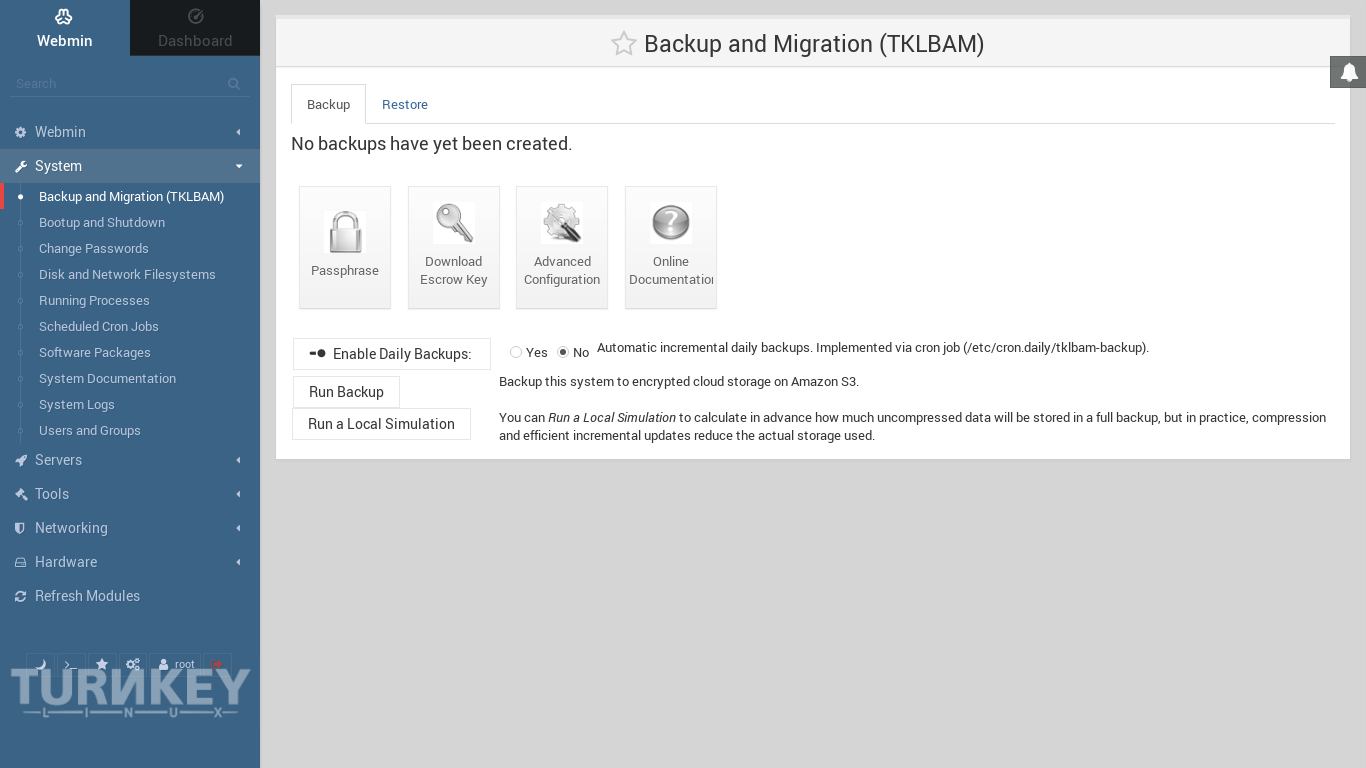 Webmin
Dashboard
Search
Webmin
System
Backup and Migration (TKLBAM)
Bootup and Shutdown
Change Passwords
Disk and Network Filesystems
Running Processes
Scheduled Cron Jobs
Software Packages
System Documentation
System Logs
Users and Groups
Servers
Tools
Networking
Hardware
Refresh Modules
root
TURNKEY
LINUX
Backup and Migration (TKLBAM)
Backup
Restore
No backups have yet been created.
Passphrase
Download
Escrow Key
Advanced
Configuration
Online
Documentation
Enable Daily Backups:
Yes
No
Automatic incremental daily backups. Implemented via cron job (/etc/cron.daily/tklbam-backup).
Run Backup
Backup this system to encrypted cloud storage on Amazon S3.
Run a Local Simulation
You can Run a Local Simulation to calculate in advance how much uncompressed data will be stored in a full backup, but in practice, compression
and efficient incremental updates reduce the actual storage used.